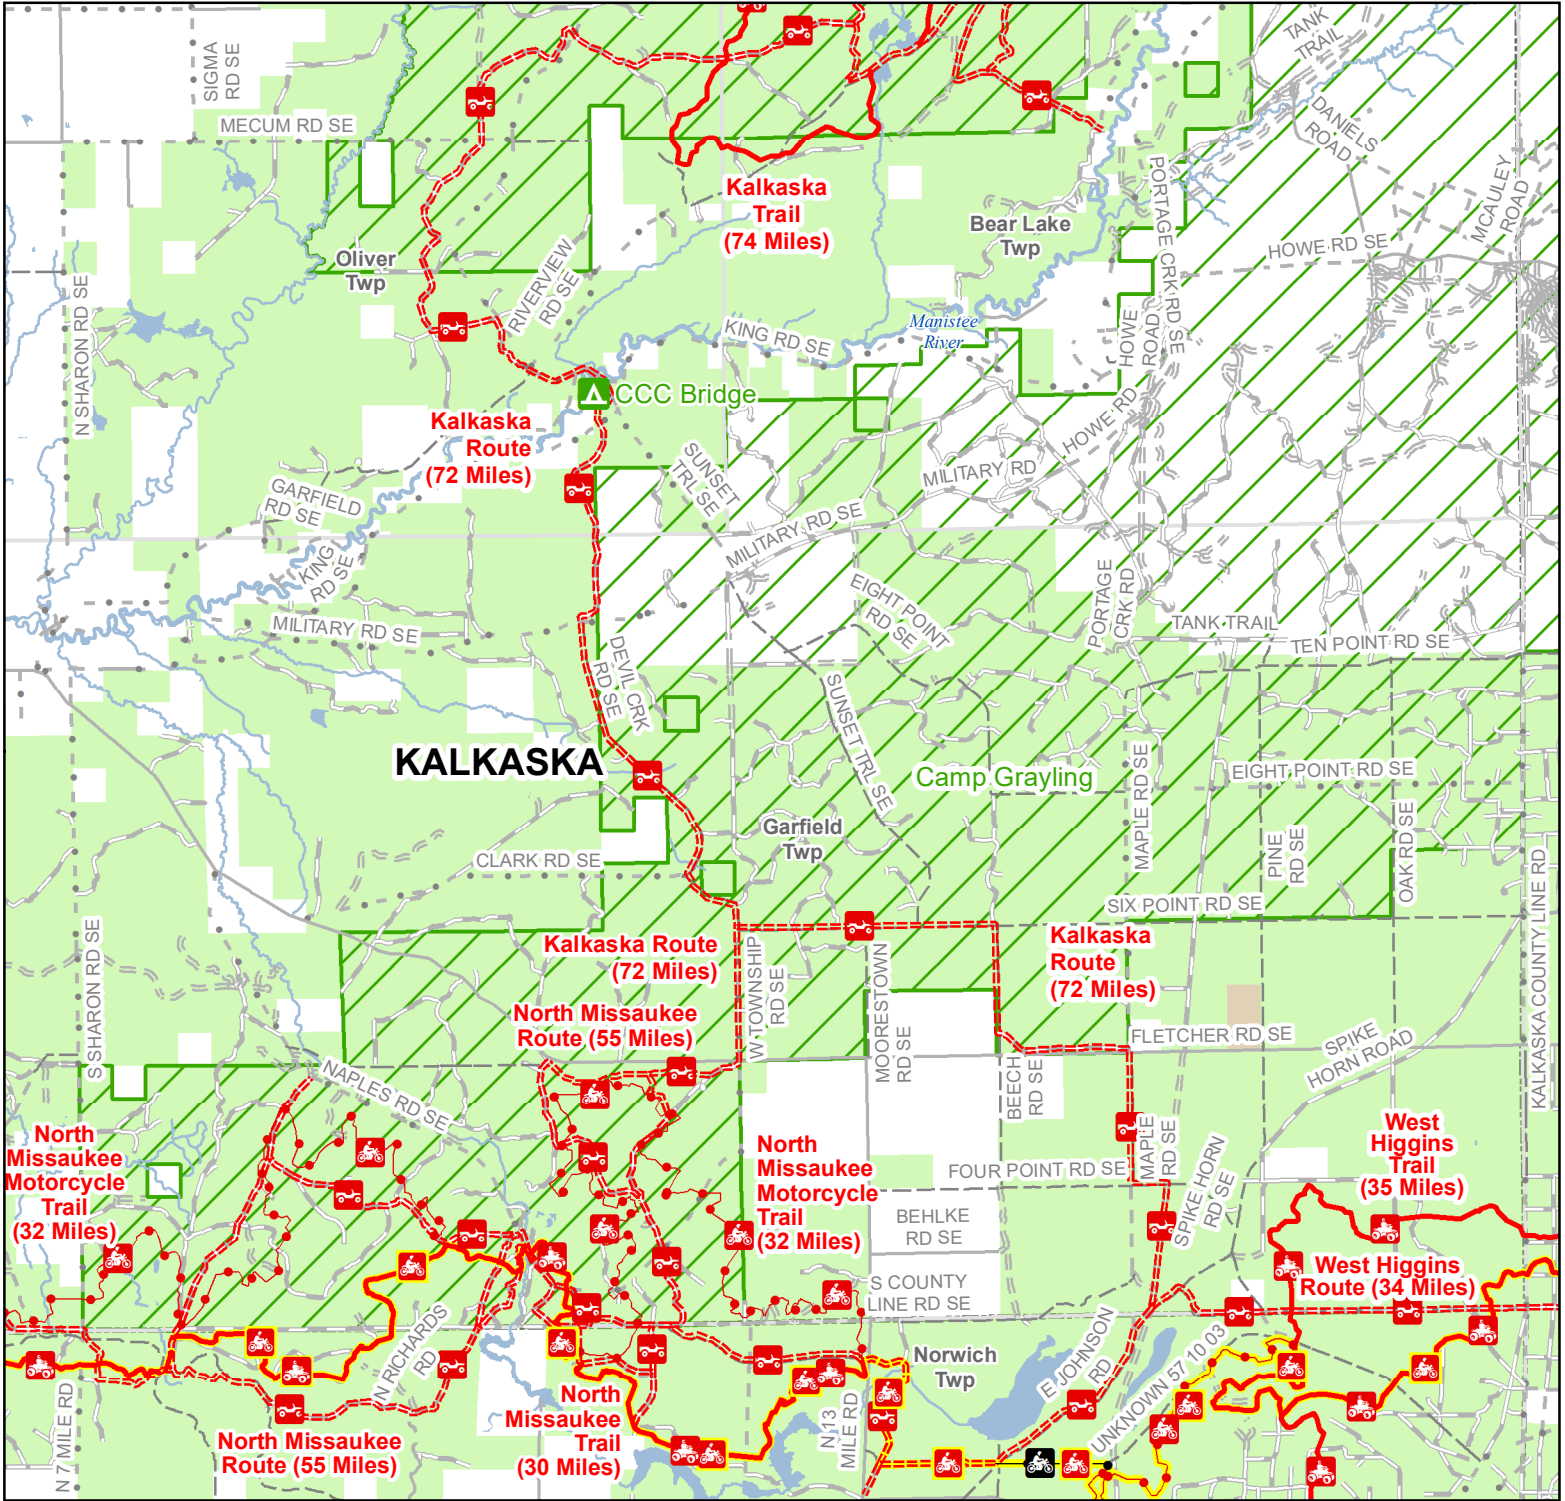 TANK
TRAIL
SIGMA
RD SE
MECUM RD SE
DANIELS
ROAD
MCAULEY
ROAD
Kalkaska
Trail
(74 Miles)
PORTAGE CRK RD SE
Bear Lake
Twp
HOWE RD SE
Oliver
Twp
RIVERVIEW
RD SE
N SHARON RD SE
Manistee
River
KING RD SE
HOWE
ROAD
CCC Bridge
Kalkaska
Route
(72 Miles)
HOWE RD
SUNSET
TRL SE
MILITARY RD
GARFIELD
RD SE
MILITARY RD SE
KING
RD SE
EIGHT POINT
RD SE
PORTAGE
CRK RD
MILITARY RD SE
TANK TRAIL
TEN POINT RD SE
DEVIL CRK
RD SE
SUNSET TRL SE
KALKASKA
Camp Grayling
MAPLE RD SE
EIGHT POINT RD SE
Garfield
Twp
PINE
RD SE
OAK RD SE
CLARK RD SE
SIX POINT RD SE
KALKASKA COUNTY LINE RD
S SHARON RD SE
Kalkaska Route
(72 Miles)
W TOWNSHIP
RD SE
MORESTOWN
RD SE
Kalkaska
Route
(72 Miles)
North Missaukee
Route (55 Miles)
FLETCHER RD SE
SPIKE
HORN ROAD
NAPLES RD SE
BEECH
RD SE
North
Missaukee
Motorcycle
Trail
(32 Miles)
North
Missaukee
Motorcycle
Trail
(32 Miles)
MAPLE
RD SE
West
Higgins
Trail
(35 Miles)
FOUR POINT RD SE
SPIKE HORN
RD SE
BEHLKE
RD SE
West Higgins
Route (34 Miles)
S COUNTY
LINE RD SE
N RICHARDS
RD
E JOHNSON
RD
UNKNOWN 57 10 03
Norwich
Twp
N 7 MILE RD
North
Missaukee
Trail
(30 Miles)
N 13
MILE RD
North Missaukee
Route (55 Miles)